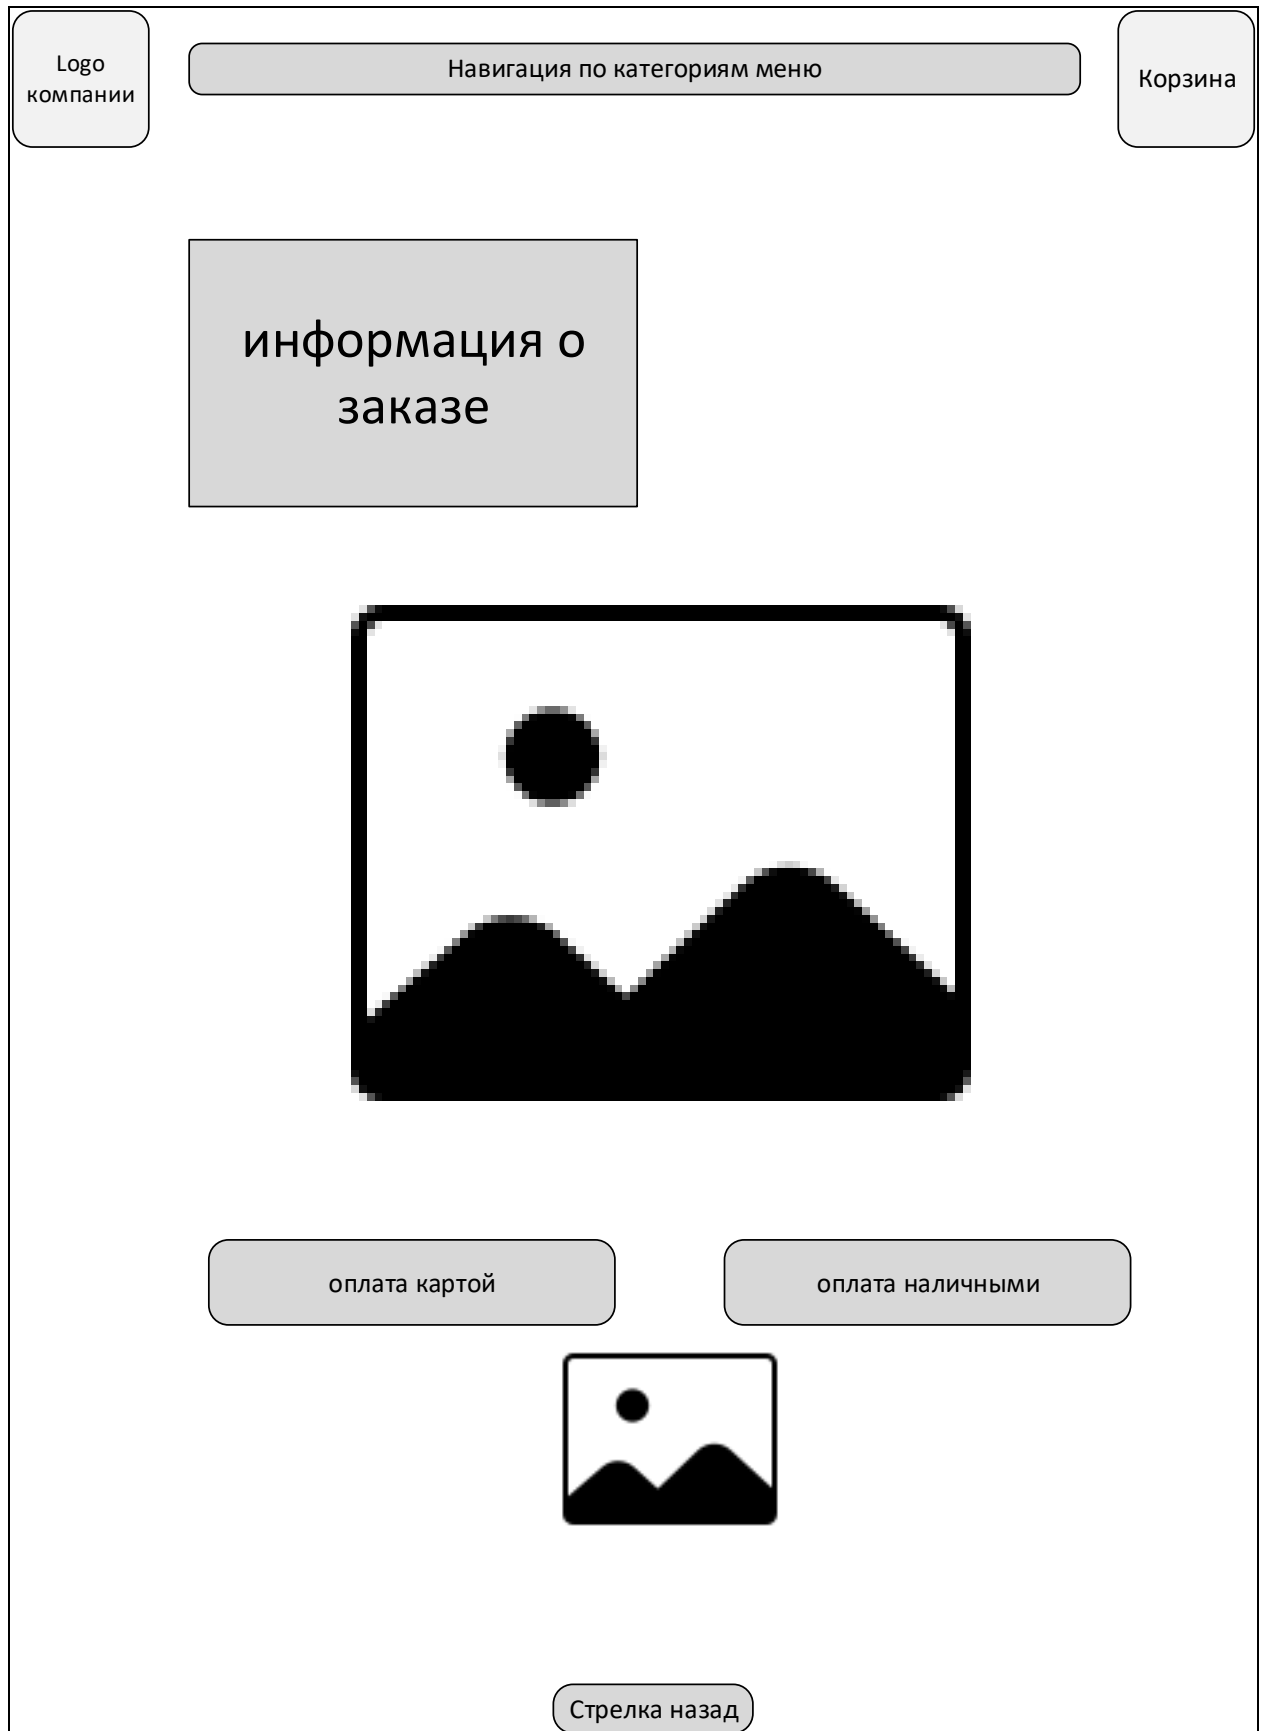 Logo
компании
Навигация по категориям меню
Корзина
информация о
заказе
оплата картой
оплата наличными
Стрелка назад